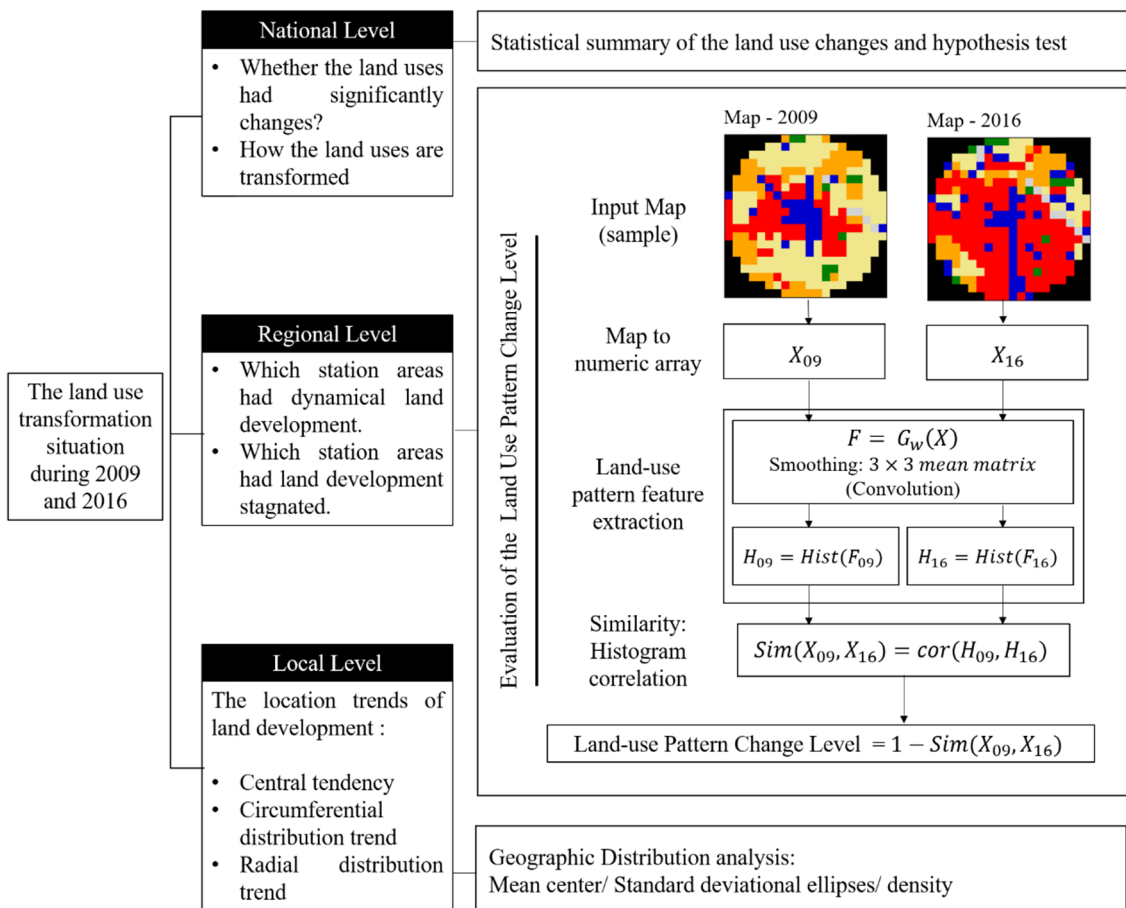 The land use
transformation
situation
during 2009
and 2016
National Level
• Whether the land uses
had significantly
changes?
• How the land uses are
transformed
Statistical summary of the land use changes and hypothesis test
Regional Level
• Which station areas
had dynamical land
development.
• Which station areas
had land development
stagnated.
Evaluation of the Land Use Pattern Change Level
Map - 2009
Map - 2016
Input Map
(sample)
Map to
numeric array
X₀₉
X₁₆
Land-use
pattern feature
extraction
F = G_w(X)
Smoothing: 3 × 3 mean matrix
(Convolution)
H₀₉ = Hist(F₀₉)
H₁₆ = Hist(F₁₆)
Similarity:
Histogram
correlation
Sim(X₀₉, X₁₆) = cor(H₀₉, H₁₆)
Land-use Pattern Change Level = 1 − Sim(X₀₉, X₁₆)
Local Level
The location trends of
land development :
• Central tendency
• Circumferential
distribution trend
• Radial distribution
trend
Geographic Distribution analysis:
Mean center/ Standard deviational ellipses/ density